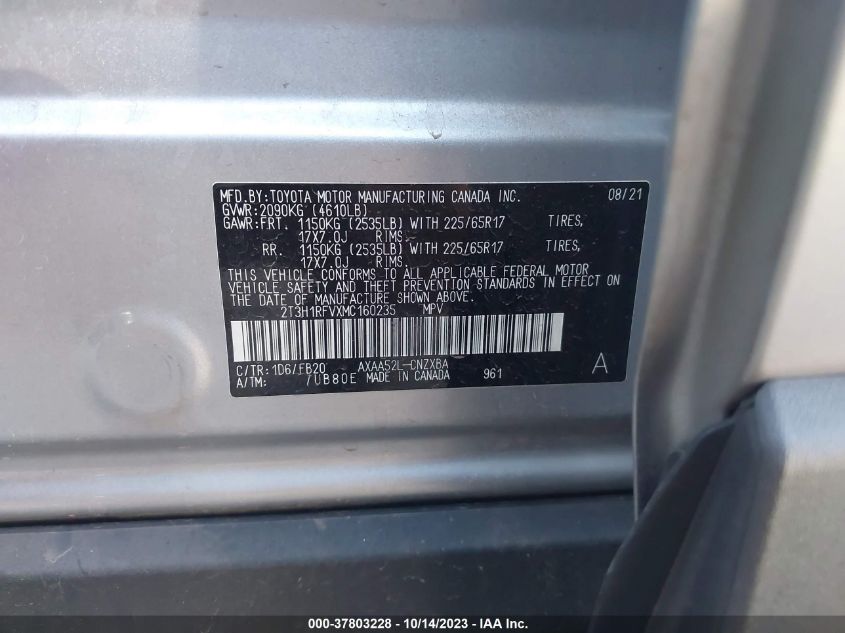 MFD.BY:TOYOTA MOTOR MANUFACTURING CANADA INC. 08/21
GVWR:2090KG (4610LB)
GAWR:FRT. 1150KG (2535LB) WITH 225/65R17 TIRES,
17X7.0J RIMS
RR. 1150KG (2535LB) WITH 225/65R17 TIRES,
17X7.0J RIMS
THIS VEHICLE CONFORMS TO ALL APPLICABLE FEDERAL MOTOR
VEHICLE SAFETY AND THEFT PREVENTION STANDARDS IN EFFECT ON
THE DATE OF MANUFACTURE SHOWN ABOVE.
2T3H1RFVXMC160235 MPV
C/TR:1D6/FB20 AXAA52L-CNZXBA
A/TM: /UB80E MADE IN CANADA 961 A
000-37803228 - 10/14/2023 - IAA Inc.